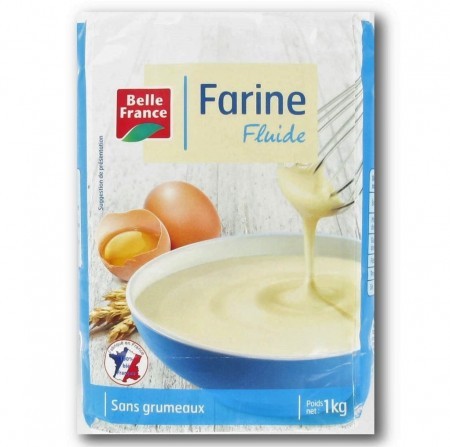 Belle
France
Farine
Fluide
Suggestion de présentation
Sans grumeaux
Poids
net :
1kg